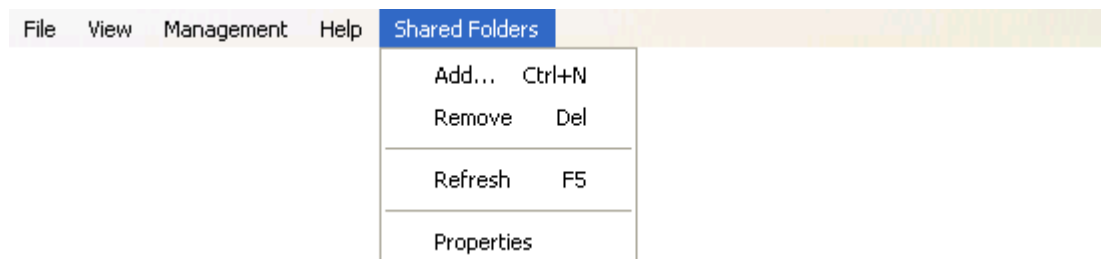 File View Management Help Shared Folders
Add... Ctrl+N
Remove Del
Refresh F5
Properties